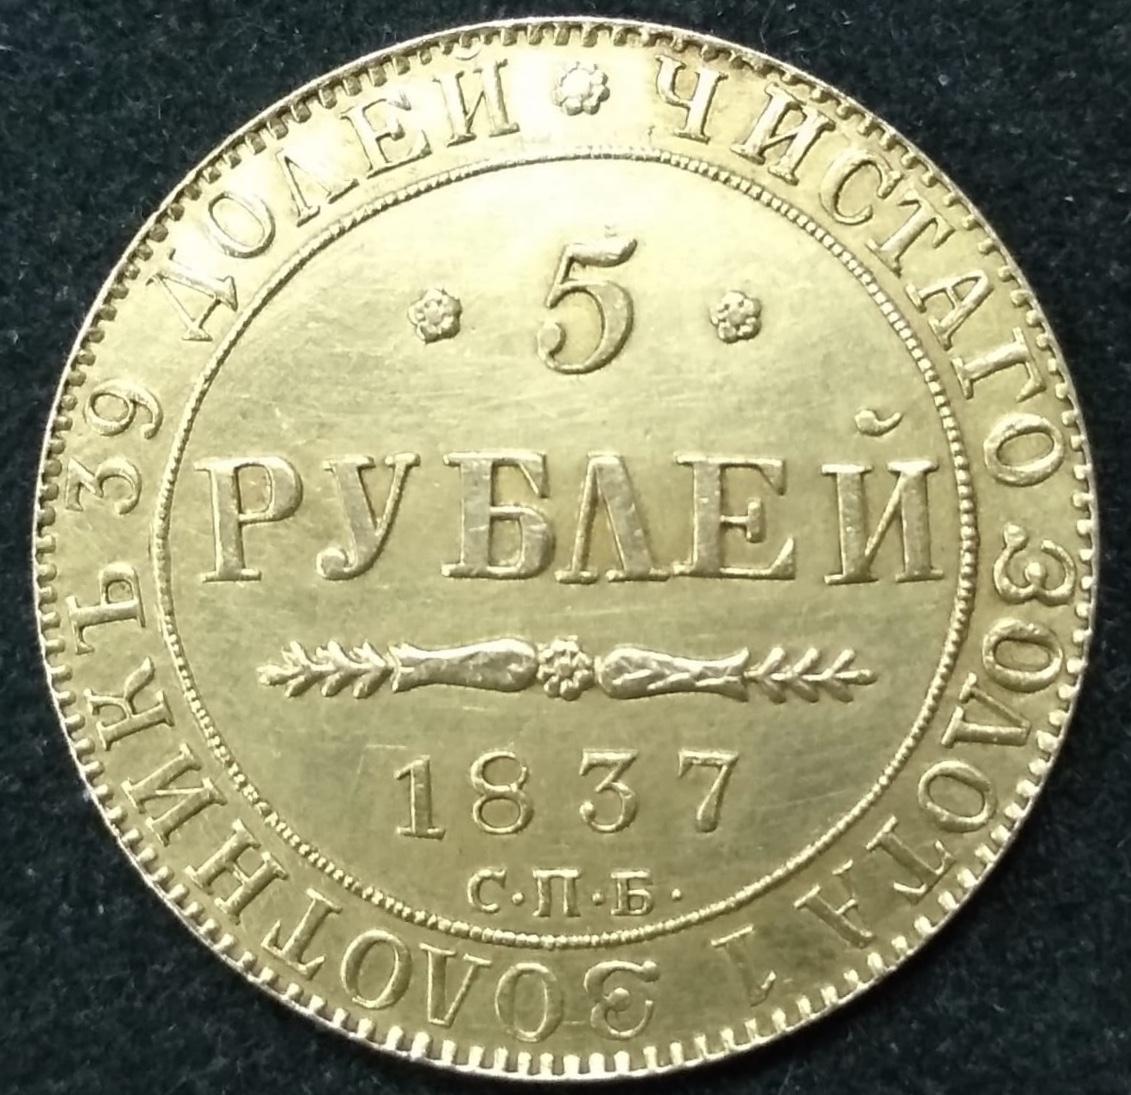 ЧИСТАГО ЗОЛОТА 1 ЗОЛОТНИКЪ 39 ДОЛЕЙ
5
РУБЛЕЙ
1837
С·П·Б·